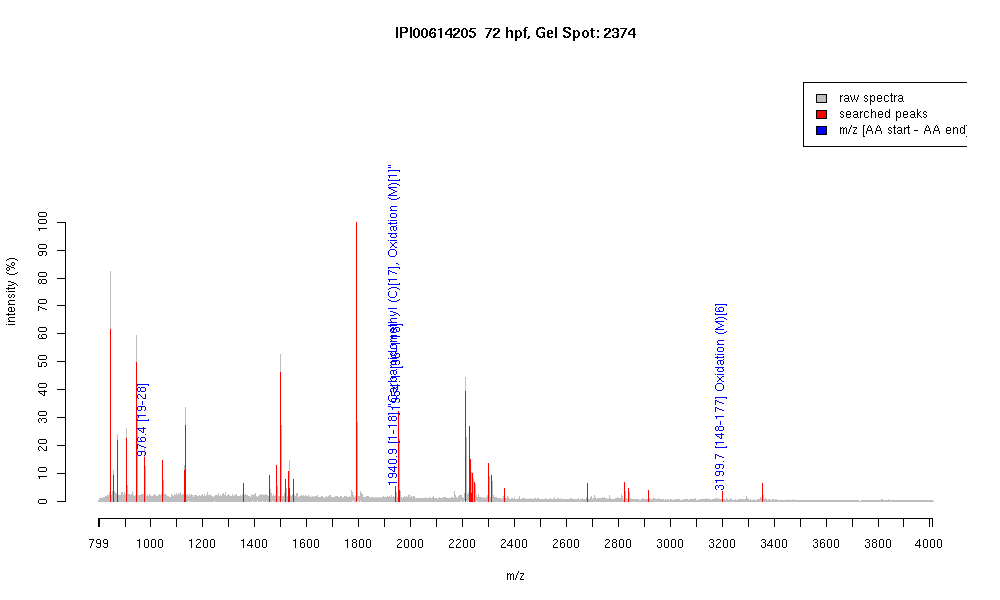 IPI00614205 72 hpf, Gel Spot: 2374
raw spectra
searched peaks
m/z [AA start - AA end]
intensity (%)
100
90
80
70
60
50
40
30
20
10
0
976.4 [19-28]
1940.9 [1-18] "Carbamidomethyl (C)[17], Oxidation (M)[1]"
3199.7 [148-177] Oxidation (M)[6]
799 1000 1200 1400 1600 1800 2000 2200 2400 2600 2800 3000 3200 3400 3600 3800 4000
m/z